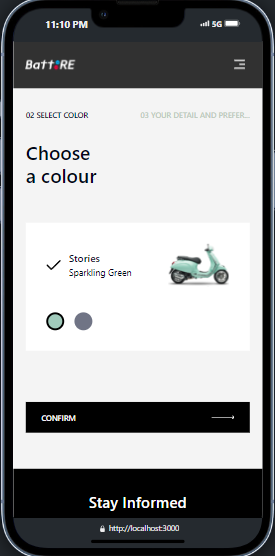 11:10 PM
5G
BattRE
02 SELECT COLOR
03 YOUR DETAIL AND PREFER...
Choose
a colour
Stories
Sparkling Green
CONFIRM
Stay Informed
http://localhost:3000